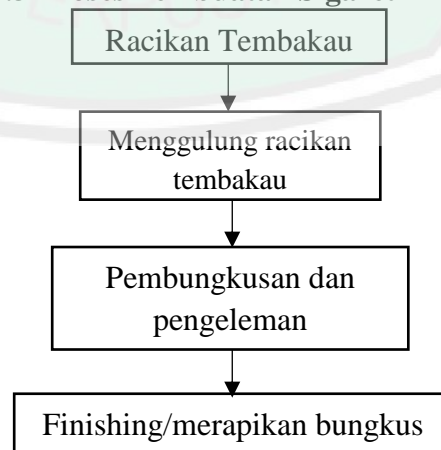 Racikan Tembakau
Menggulung racikan
tembakau
Pembungkusan dan
pengeleman
Finishing/merapikan bungkus